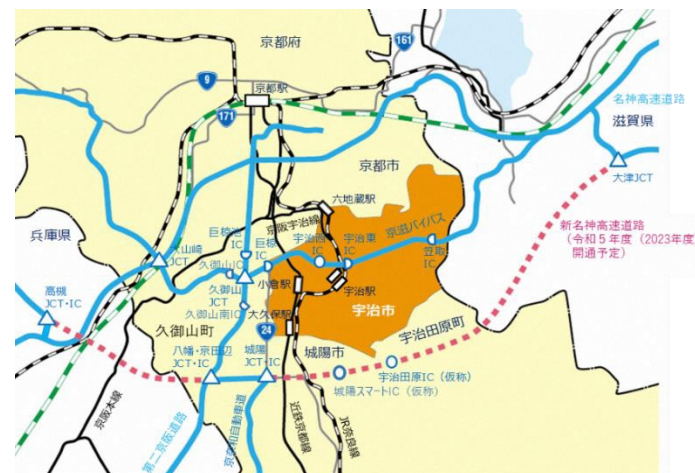 京都府
161
9
京都駅
171
名神高速道路
滋賀県
京都市
大津JCT
六地蔵駅
新名神高速道路
（令和５年度（2023年度）
開通予定）
兵庫県
京阪宇治線
京滋バイパス
巨椋池
IC
巨椋
IC
宇治西
IC
宇治東
IC
笠取
IC
大山崎
JCT
久御山IC
久御山
JCT
久御山南IC
小倉駅
宇治駅
高槻
JCT・IC
大久保駅
宇治市
24
久御山町
宇治田原町
八幡・京田辺
JCT・IC
城陽
JCT・IC
城陽市
宇治田原IC（仮称）
城陽スマートIC（仮称）
京阪本線
第二京阪道路
京奈和自動車道
近鉄京都線
JR奈良線